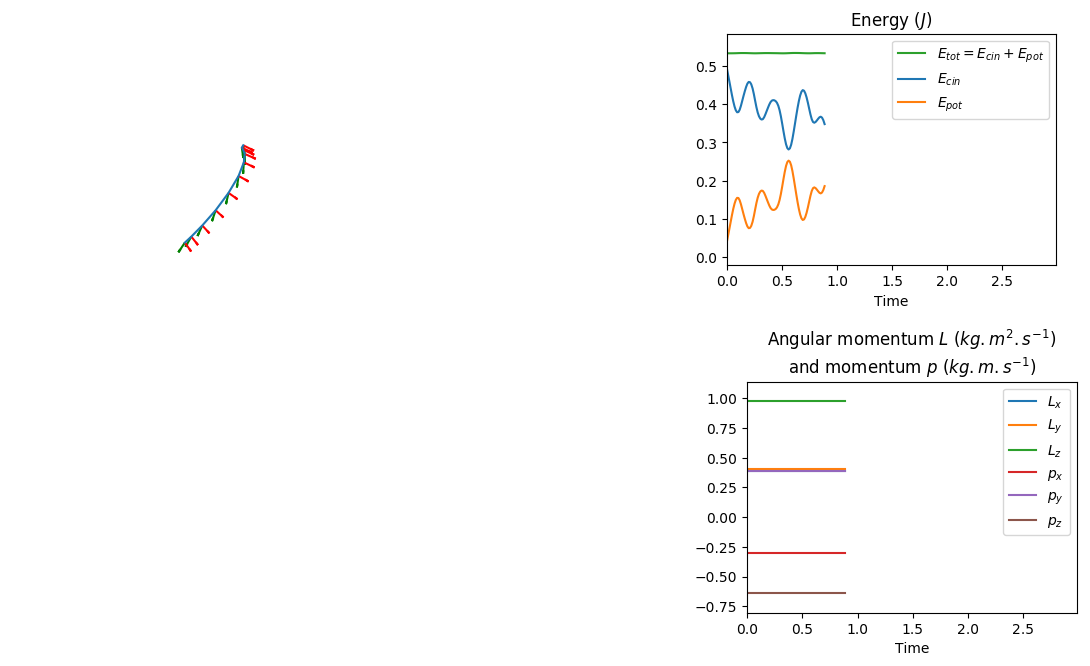 Energy (J)
E_tot = E_cin + E_pot
E_cin
E_pot
0.5
0.4
0.3
0.2
0.1
0.0
0.0 0.5 1.0 1.5 2.0 2.5
Time
Angular momentum L (kg.m².s⁻¹)
and momentum p (kg.m.s⁻¹)
L_x
L_y
L_z
p_x
p_y
p_z
1.00
0.75
0.50
0.25
0.00
−0.25
−0.50
−0.75
0.0 0.5 1.0 1.5 2.0 2.5
Time